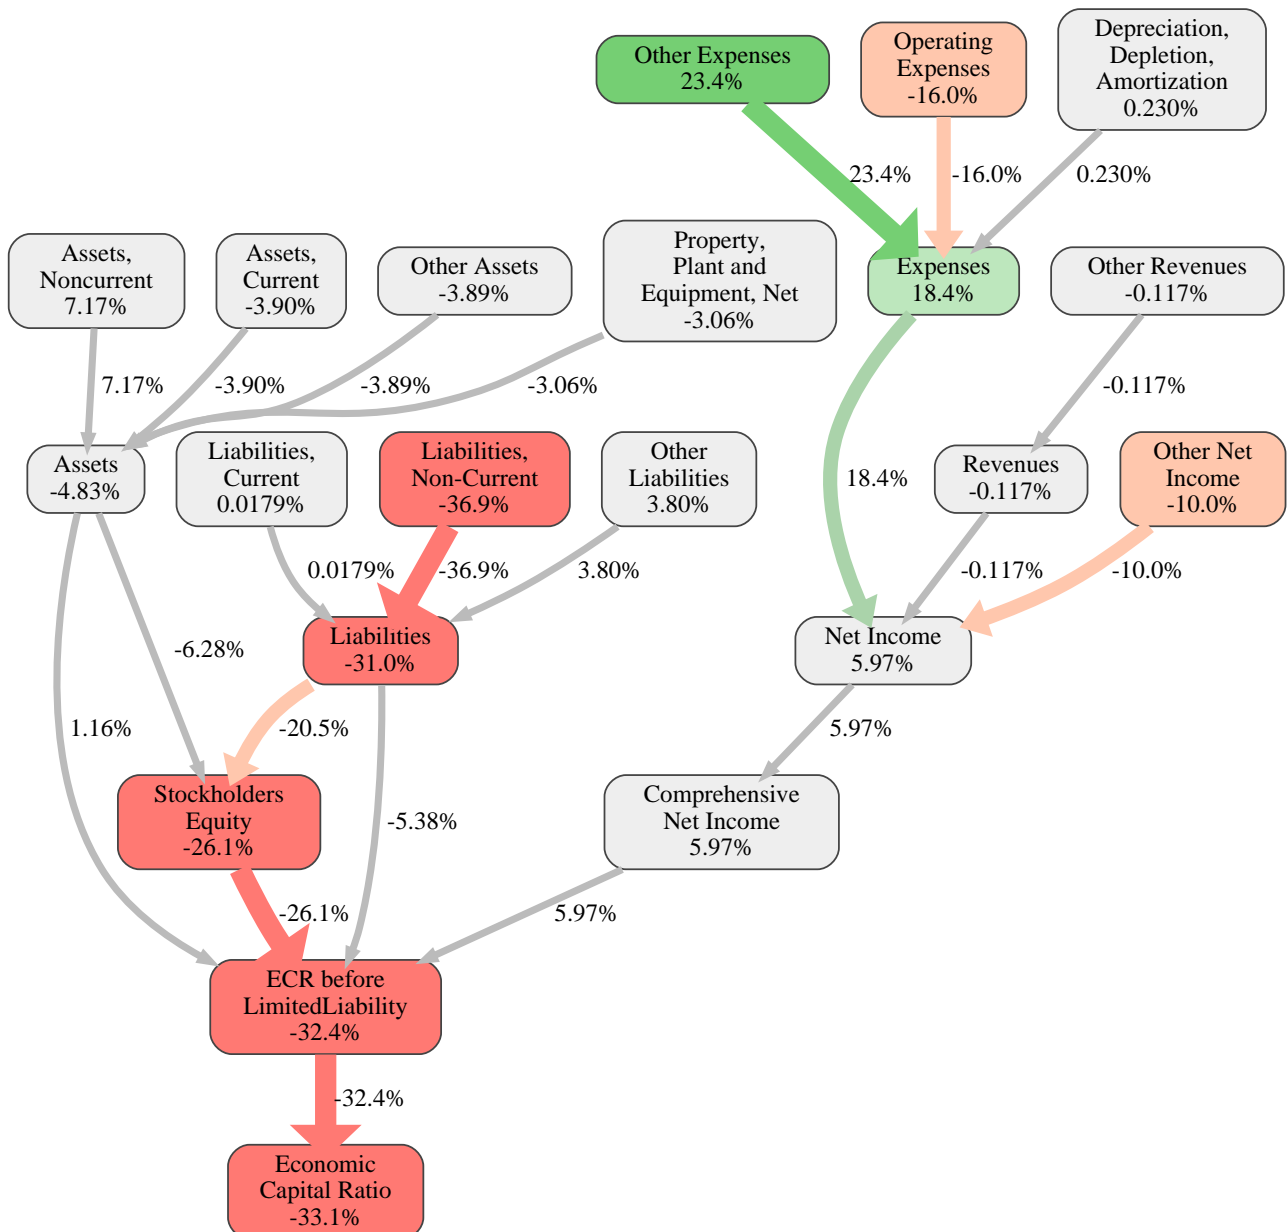 Other Expenses
23.4%
Operating
Expenses
-16.0%
Depreciation,
Depletion,
Amortization
0.230%
23.4%
-16.0%
0.230%
Assets,
Noncurrent
7.17%
Assets,
Current
-3.90%
Other Assets
-3.89%
Property,
Plant and
Equipment, Net
-3.06%
Expenses
18.4%
Other Revenues
-0.117%
7.17%
-3.90%
-3.89%
-3.06%
-0.117%
Assets
-4.83%
Liabilities,
Current
0.0179%
Liabilities,
Non-Current
-36.9%
Other
Liabilities
3.80%
18.4%
Revenues
-0.117%
Other Net
Income
-10.0%
0.0179%
-36.9%
3.80%
-0.117%
-10.0%
-6.28%
Liabilities
-31.0%
Net Income
5.97%
1.16%
-20.5%
5.97%
Stockholders
Equity
-26.1%
-5.38%
Comprehensive
Net Income
5.97%
-26.1%
5.97%
ECR before
LimitedLiability
-32.4%
-32.4%
Economic
Capital Ratio
-33.1%